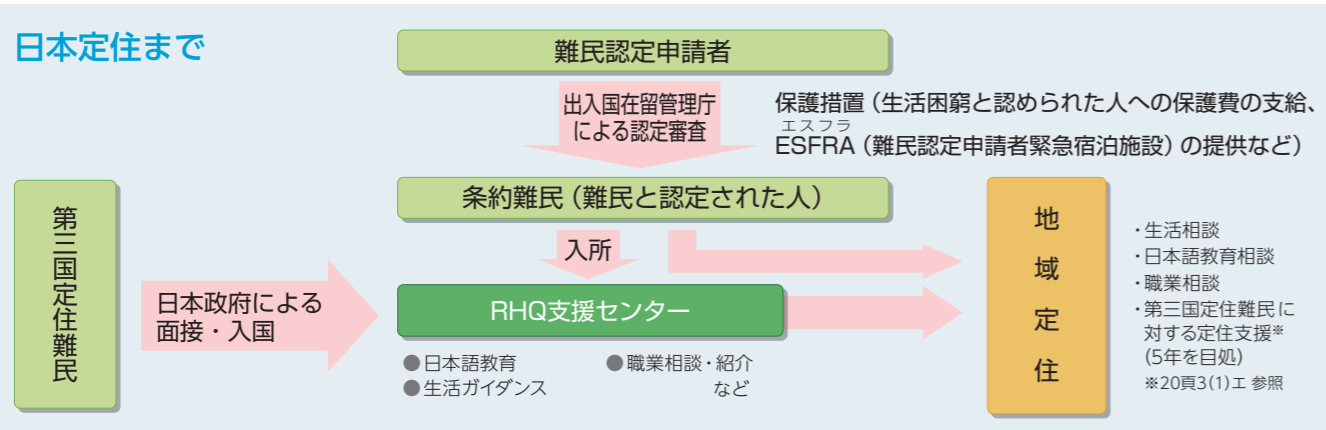 日本定住まで
難民認定申請者
出入国在留管理庁
による認定審査
保護措置（生活困窮と認められた人への保護費の支給、
エスフラ
ESFRA（難民認定申請者緊急宿泊施設）の提供など）
条約難民（難民と認定された人）
第三国定住難民
日本政府による
面接・入国
入所
RHQ支援センター
●日本語教育
●生活ガイダンス
●職業相談・紹介
など
地域定住
・生活相談
・日本語教育相談
・職業相談
・第三国定住難民に
対する定住支援※
(5年を目処)
※20頁3(1)エ 参照